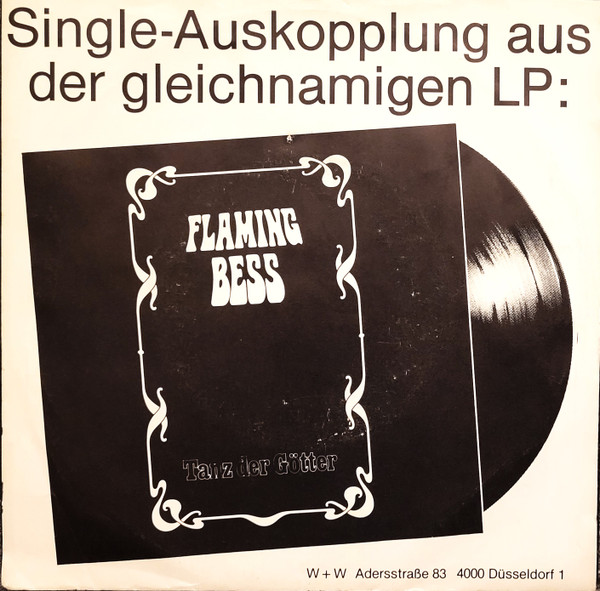 Single-Auskopplung aus
der gleichnamigen LP:
FLAMING
BESS
Tanz der Götter
W + W Adersstraße 83 4000 Düsseldorf 1